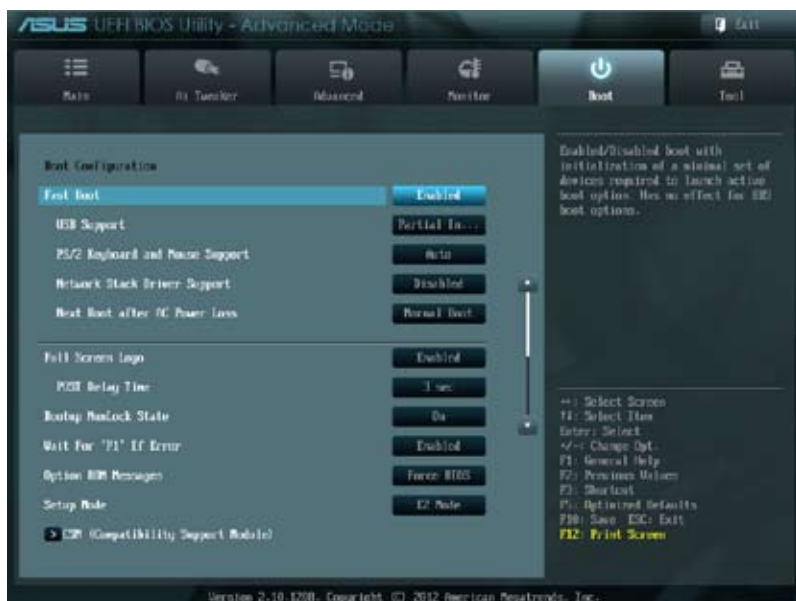 ASUS UEFI BIOS Utility - Advanced Mode
Exit
Main
Ai Tweaker
Advanced
Monitor
Boot
Tool
Boot Configuration
Fast Boot Enabled
USB Support Partial In...
PS/2 Keyboard and Mouse Support Auto
Network Stack Driver Support Disabled
Next Boot after AC Power Loss Normal Boot
Full Screen Logo Enabled
POST Delay Time 3 sec
Bootup NumLock State On
Wait For 'F1' If Error Enabled
Option ROM Messages Force BIOS
Setup Mode EZ Mode
CSM (Compatibility Support Module)
Enabled/Disabled boot with
initialization of a minimal set of
devices required to launch active
boot option. Has no effect for BBS
boot options.
→←: Select Screen
↑↓: Select Item
Enter: Select
+/-: Change Opt.
F1: General Help
F2: Previous Values
F3: Shortcut
F5: Optimized Defaults
F10: Save ESC: Exit
F12: Print Screen
Version 2.10.1208. Copyright (C) 2012 American Megatrends, Inc.